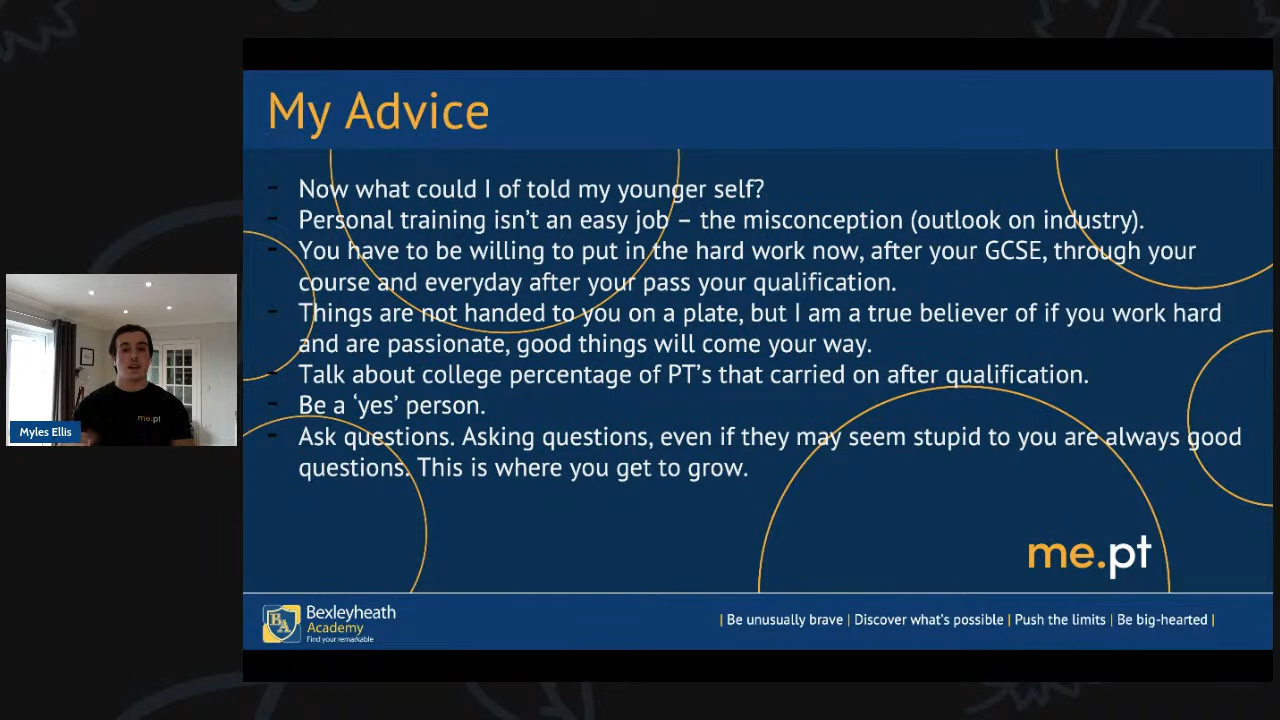 My Advice
- Now what could I of told my younger self?
- Personal training isn't an easy job – the misconception (outlook on industry).
- You have to be willing to put in the hard work now, after your GCSE, through your
course and everyday after your pass your qualification.
- Things are not handed to you on a plate, but I am a true believer of if you work hard
and are passionate, good things will come your way.
- Talk about college percentage of PT's that carried on after qualification.
- Be a 'yes' person.
- Ask questions. Asking questions, even if they may seem stupid to you are always good
questions. This is where you get to grow.
me.pt
Myles Ellis
me.pt
BA
Bexleyheath
Academy
Find your remarkable
| Be unusually brave | Discover what's possible | Push the limits | Be big-hearted |